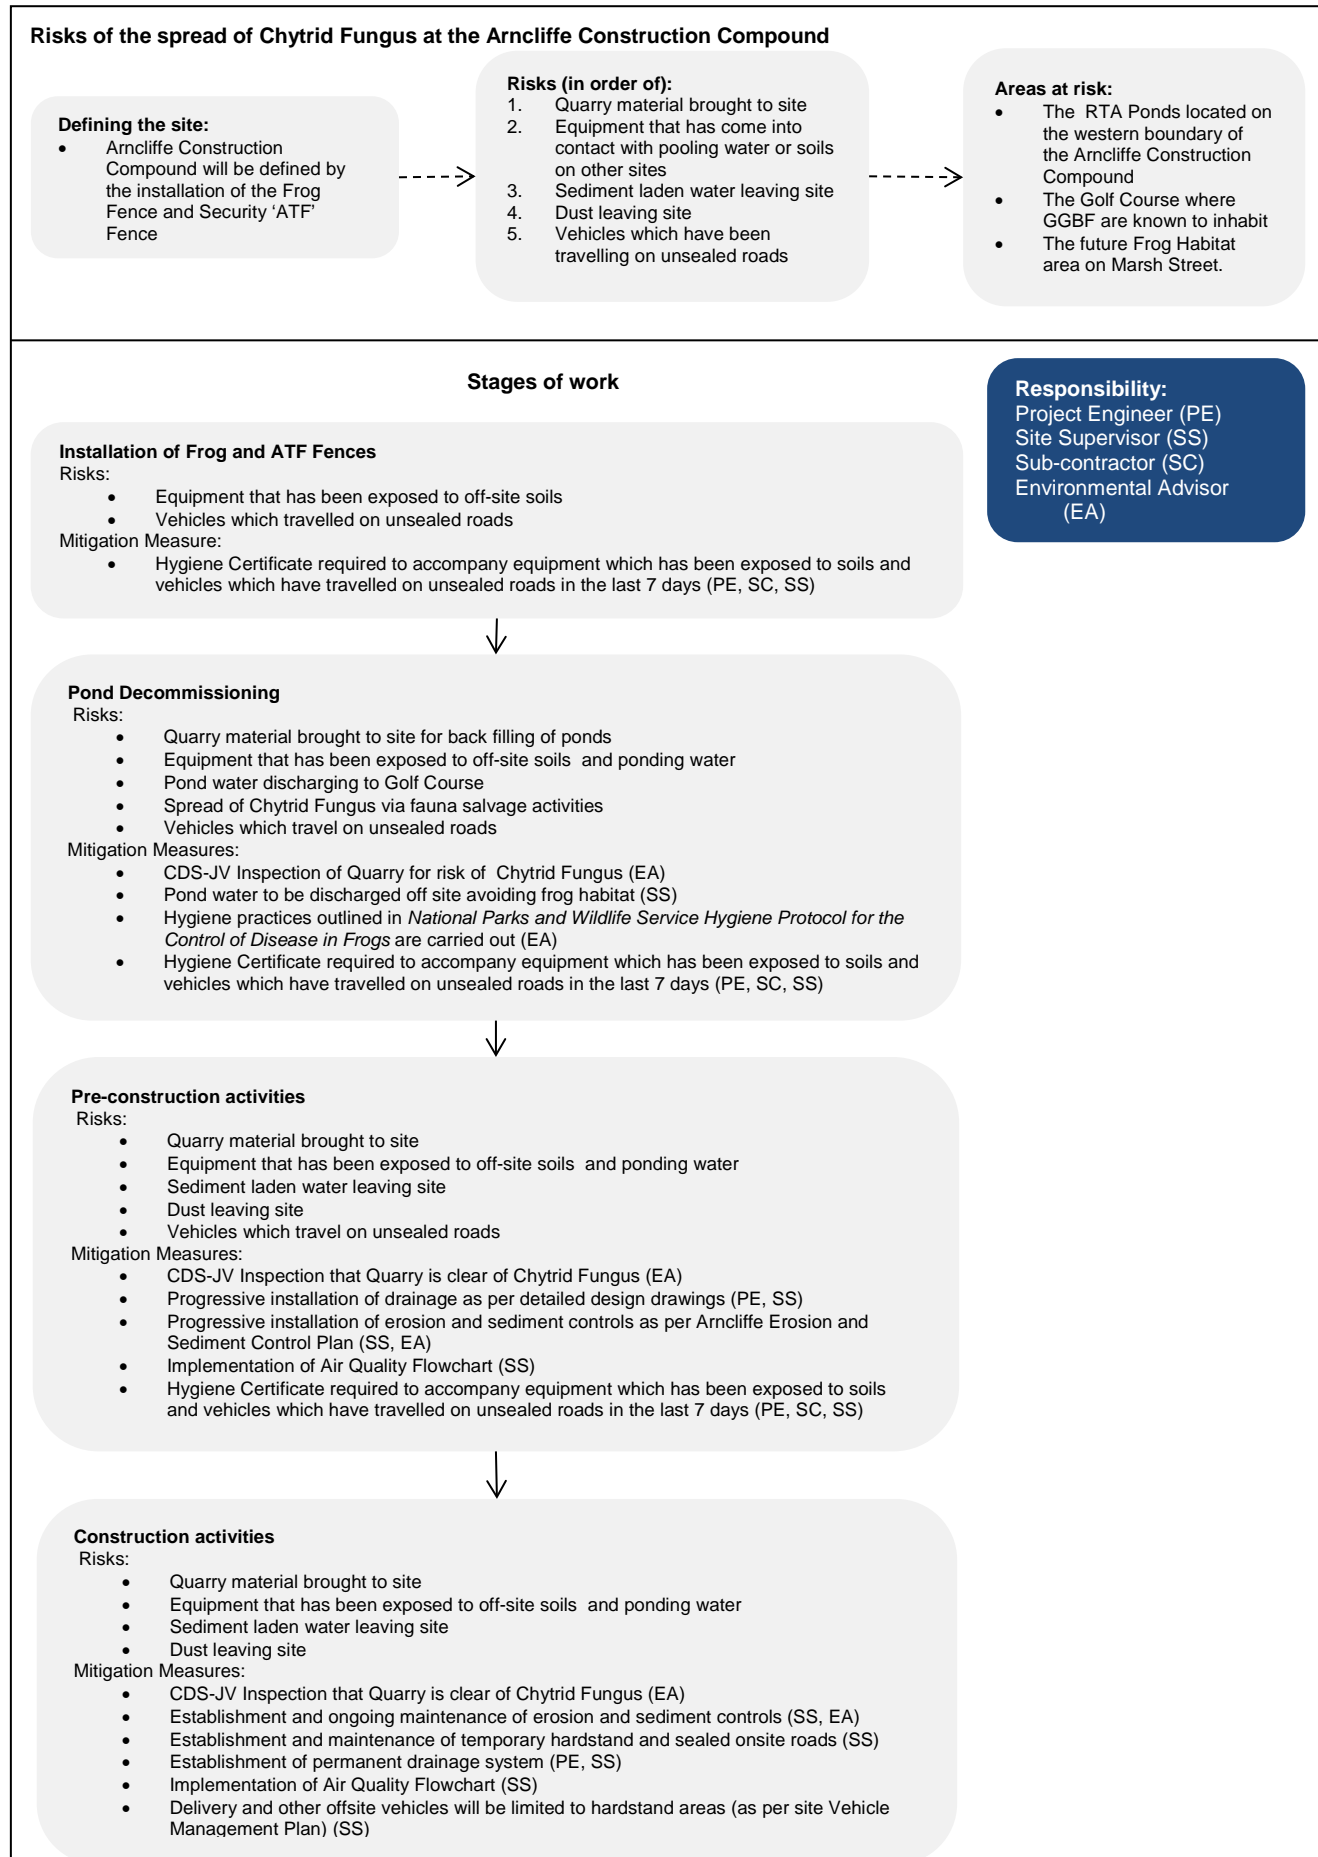 Risks of the spread of Chytrid Fungus at the Arncliffe Construction Compound
Defining the site:
• Arncliffe Construction
Compound will be defined by
the installation of the Frog
Fence and Security ‘ATF’
Fence
Risks (in order of):
1. Quarry material brought to site
2. Equipment that has come into
contact with pooling water or soils
on other sites
3. Sediment laden water leaving site
4. Dust leaving site
5. Vehicles which have been
travelling on unsealed roads
Areas at risk:
• The RTA Ponds located on
the western boundary of
the Arncliffe Construction
Compound
• The Golf Course where
GGBF are known to inhabit
• The future Frog Habitat
area on Marsh Street.
Stages of work
Responsibility:
Project Engineer (PE)
Site Supervisor (SS)
Sub-contractor (SC)
Environmental Advisor
(EA)
Installation of Frog and ATF Fences
Risks:
• Equipment that has been exposed to off-site soils
• Vehicles which travelled on unsealed roads
Mitigation Measure:
• Hygiene Certificate required to accompany equipment which has been exposed to soils and
vehicles which have travelled on unsealed roads in the last 7 days (PE, SC, SS)
Pond Decommissioning
Risks:
• Quarry material brought to site for back filling of ponds
• Equipment that has been exposed to off-site soils and ponding water
• Pond water discharging to Golf Course
• Spread of Chytrid Fungus via fauna salvage activities
• Vehicles which travel on unsealed roads
Mitigation Measures:
• CDS-JV Inspection of Quarry for risk of Chytrid Fungus (EA)
• Pond water to be discharged off site avoiding frog habitat (SS)
• Hygiene practices outlined in National Parks and Wildlife Service Hygiene Protocol for the
Control of Disease in Frogs are carried out (EA)
• Hygiene Certificate required to accompany equipment which has been exposed to soils and
vehicles which have travelled on unsealed roads in the last 7 days (PE, SC, SS)
Pre-construction activities
Risks:
• Quarry material brought to site
• Equipment that has been exposed to off-site soils and ponding water
• Sediment laden water leaving site
• Dust leaving site
• Vehicles which travel on unsealed roads
Mitigation Measures:
• CDS-JV Inspection that Quarry is clear of Chytrid Fungus (EA)
• Progressive installation of drainage as per detailed design drawings (PE, SS)
• Progressive installation of erosion and sediment controls as per Arncliffe Erosion and
Sediment Control Plan (SS, EA)
• Implementation of Air Quality Flowchart (SS)
• Hygiene Certificate required to accompany equipment which has been exposed to soils
and vehicles which have travelled on unsealed roads in the last 7 days (PE, SC, SS)
Construction activities
Risks:
• Quarry material brought to site
• Equipment that has been exposed to off-site soils and ponding water
• Sediment laden water leaving site
• Dust leaving site
Mitigation Measures:
• CDS-JV Inspection that Quarry is clear of Chytrid Fungus (EA)
• Establishment and ongoing maintenance of erosion and sediment controls (SS, EA)
• Establishment and maintenance of temporary hardstand and sealed onsite roads (SS)
• Establishment of permanent drainage system (PE, SS)
• Implementation of Air Quality Flowchart (SS)
• Delivery and other offsite vehicles will be limited to hardstand areas (as per site Vehicle
Management Plan) (SS)